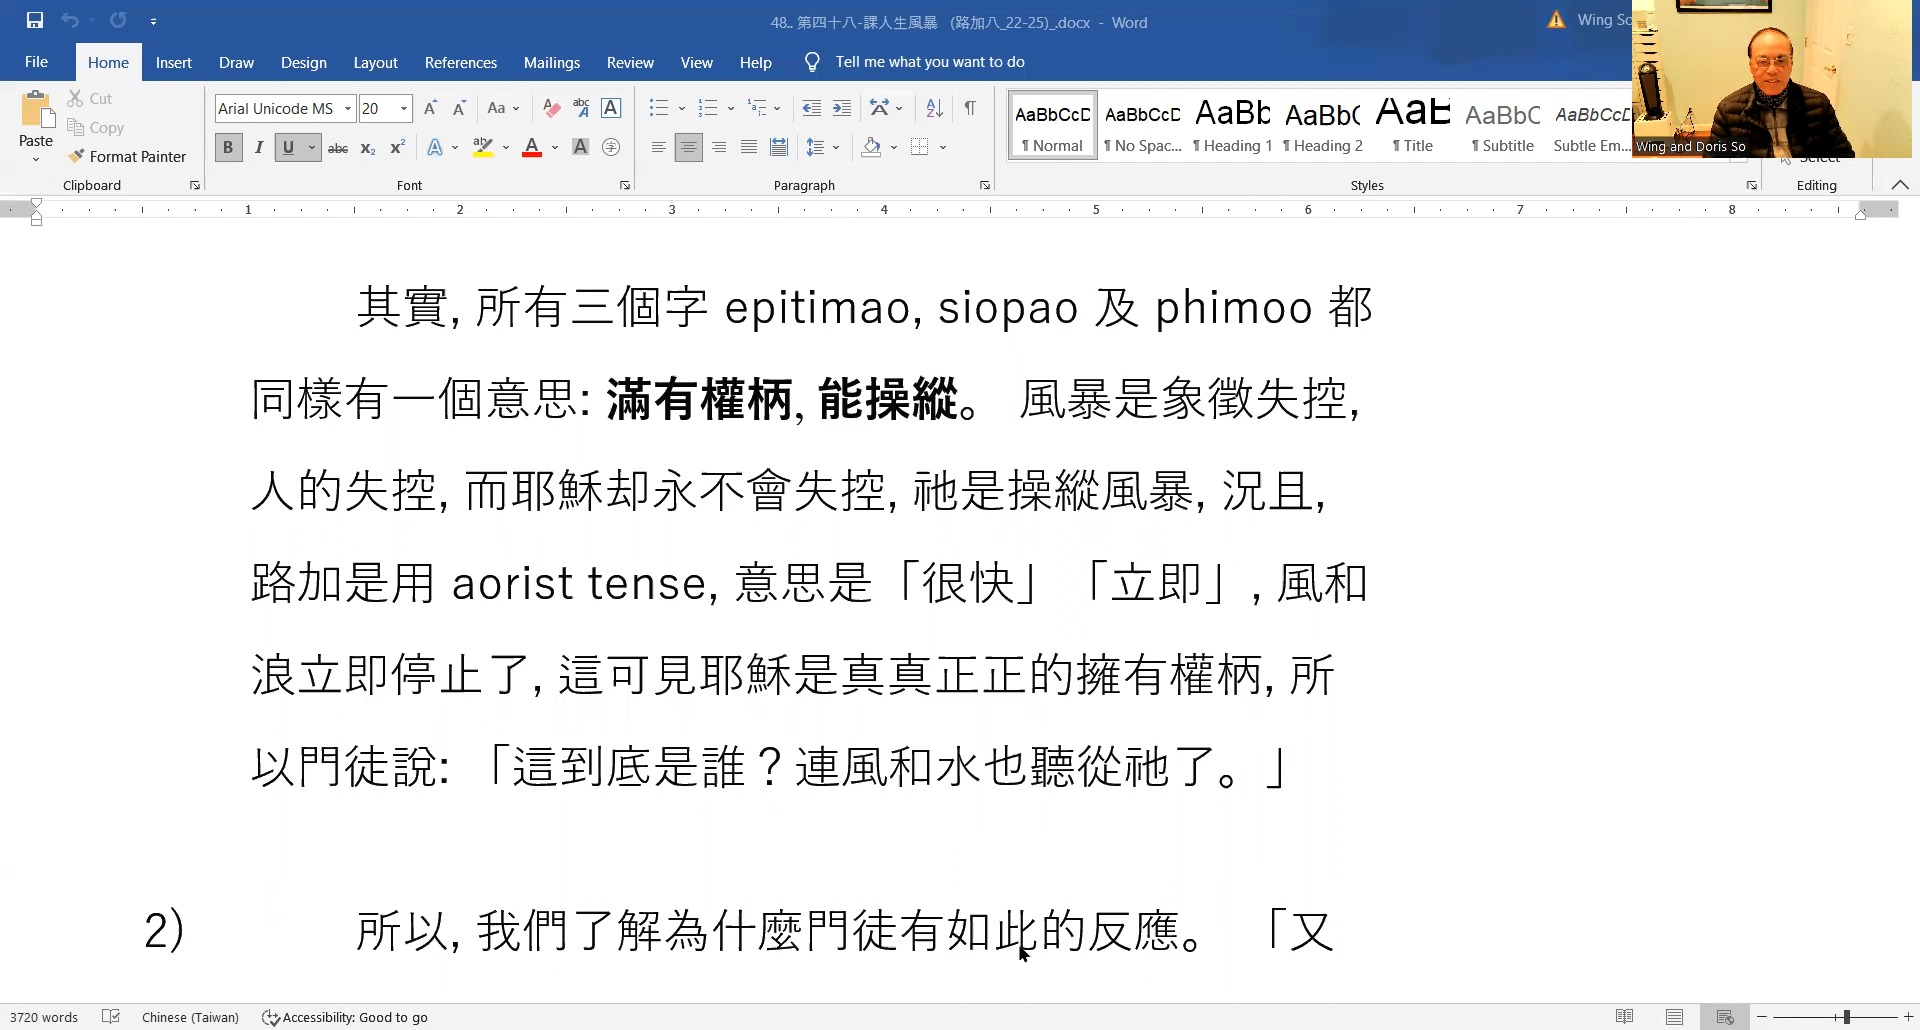 48.. 第四十八-課人生風暴 (路加八_22-25)_.docx - Word
Wing So
File Home Insert Draw Design Layout References Mailings Review View Help Tell me what you want to do
Paste
Cut
Copy
Format Painter
Clipboard
Arial Unicode MS 20
Font
Paragraph
AaBbCcD AaBbCcD AaBb AaBb( AaB AaBbC AaBbCcD
¶ Normal ¶ No Spac... ¶ Heading 1 ¶ Heading 2 ¶ Title ¶ Subtitle Subtle Em...
Styles
Select
Editing
Wing and Doris So
1 2 3 4 5 6 7 8
其實, 所有三個字 epitimao, siopao 及 phimoo 都
同樣有一個意思: 滿有權柄, 能操縱。 風暴是象徵失控,
人的失控, 而耶穌却永不會失控, 祂是操縱風暴, 況且,
路加是用 aorist tense, 意思是「很快」「立即」, 風和
浪立即停止了, 這可見耶穌是真真正正的擁有權柄, 所
以門徒說: 「這到底是誰？連風和水也聽從祂了。」
2) 所以, 我們了解為什麼門徒有如此的反應。 「又
3720 words Chinese (Taiwan) Accessibility: Good to go